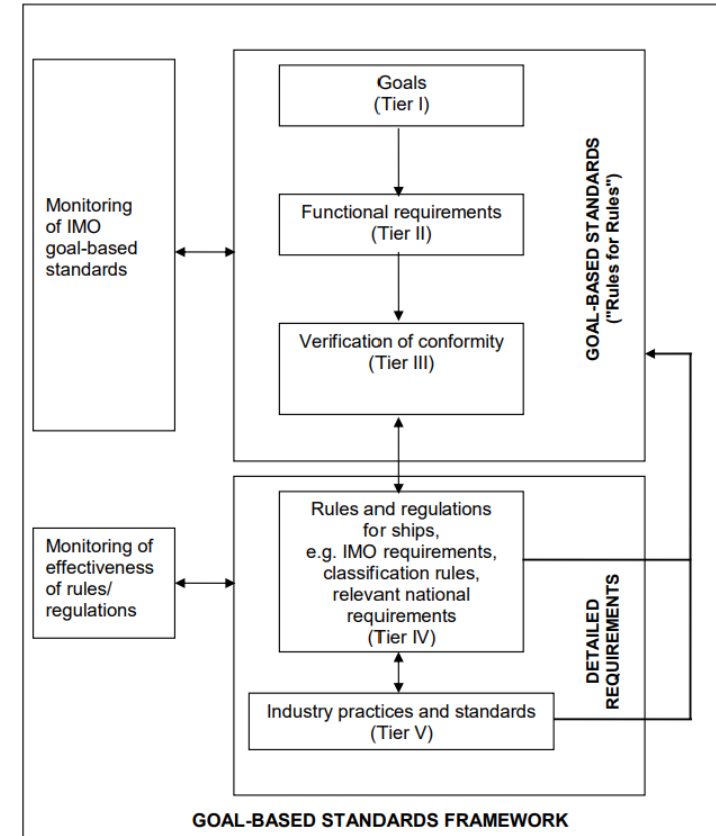 Goals
(Tier I)
Monitoring
of IMO
goal-based
standards
Functional requirements
(Tier II)
Verification of conformity
(Tier III)
GOAL-BASED STANDARDS
("Rules for Rules")
Monitoring of
effectiveness
of rules/
regulations
Rules and regulations
for ships,
e.g. IMO requirements,
classification rules,
relevant national
requirements
(Tier IV)
Industry practices and standards
(Tier V)
DETAILED
REQUIREMENTS
GOAL-BASED STANDARDS FRAMEWORK